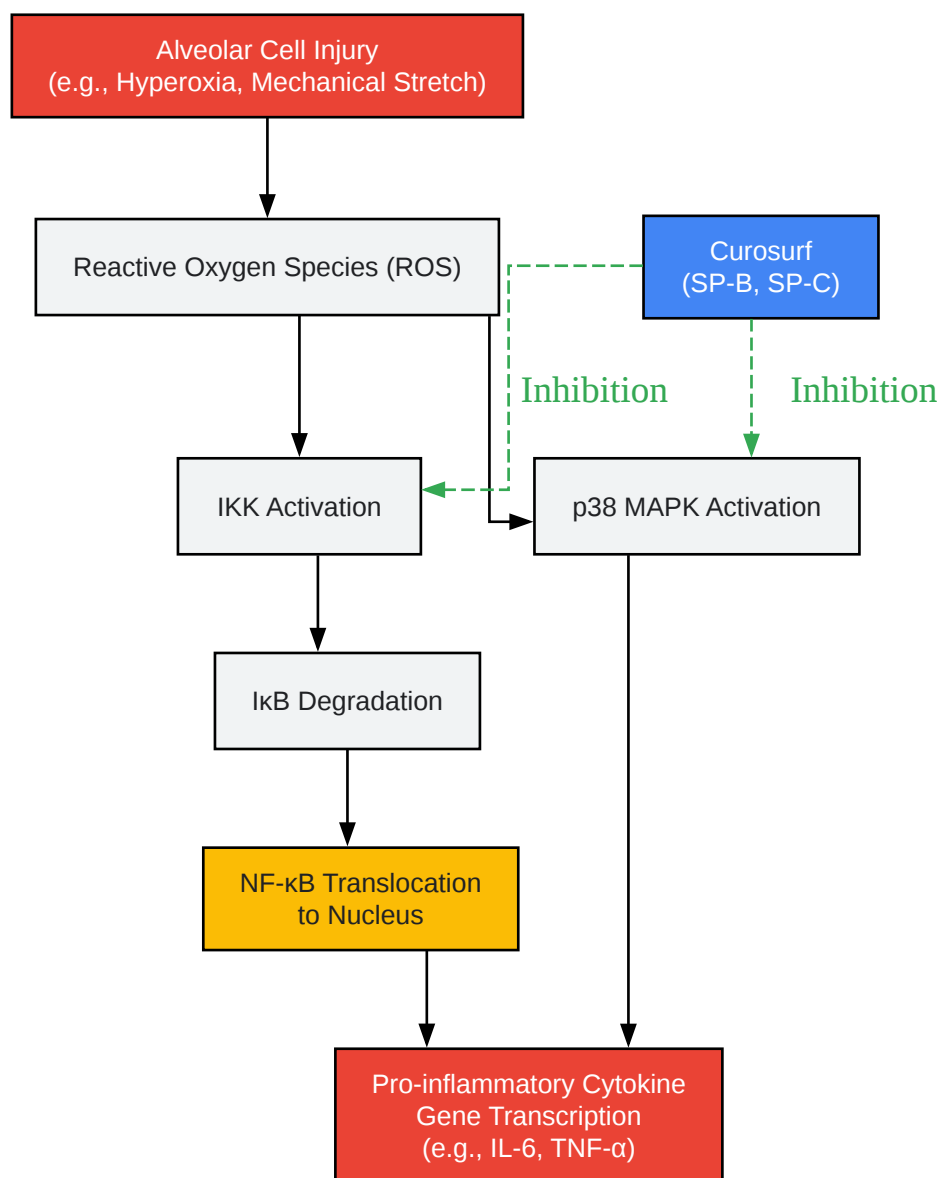 Alveolar Cell Injury
(e.g., Hyperoxia, Mechanical Stretch)
Reactive Oxygen Species (ROS)
Curosurf
(SP-B, SP-C)
Inhibition
Inhibition
IKK Activation
p38 MAPK Activation
IκB Degradation
NF-κB Translocation
to Nucleus
Pro-inflammatory Cytokine
Gene Transcription
(e.g., IL-6, TNF-α)